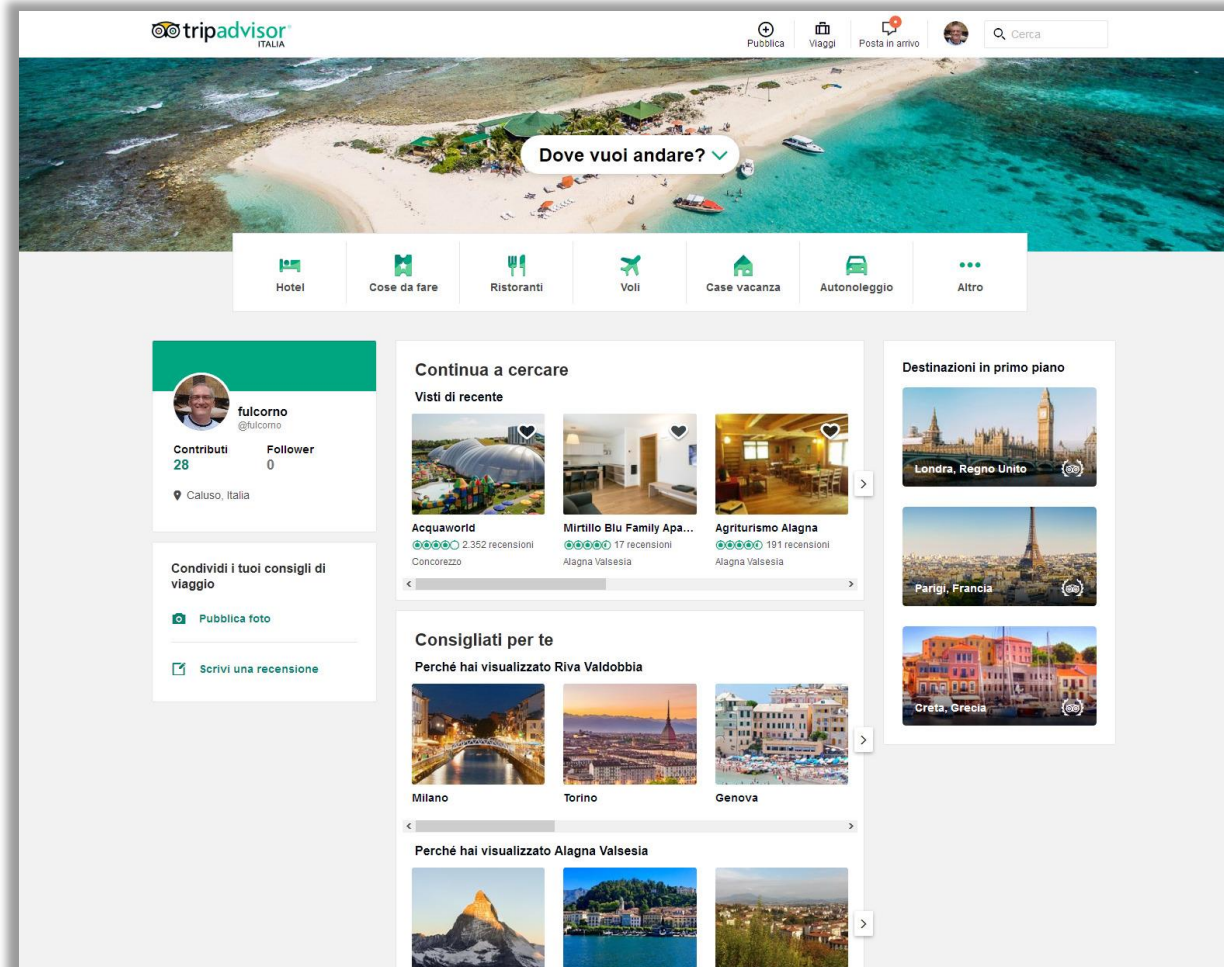 tripadvisor
ITALIA
Pubblica
Viaggi
Posta in arrivo
Cerca
Dove vuoi andare?
Hotel
Cose da fare
Ristoranti
Voli
Case vacanza
Autonoleggio
Altro
fulcorno
@fulcorno
Contributi
Follower
28
0
Caluso, Italia
Condividi i tuoi consigli di
viaggio
Pubblica foto
Scrivi una recensione
Continua a cercare
Visti di recente
Acquaworld
2.352 recensioni
Concorezzo
Mirtillo Blu Family Apa...
17 recensioni
Alagna Valsesia
Agriturismo Alagna
191 recensioni
Alagna Valsesia
Consigliati per te
Perché hai visualizzato Riva Valdobbia
Milano
Torino
Genova
Perché hai visualizzato Alagna Valsesia
Destinazioni in primo piano
Londra, Regno Unito
Parigi, Francia
Creta, Grecia